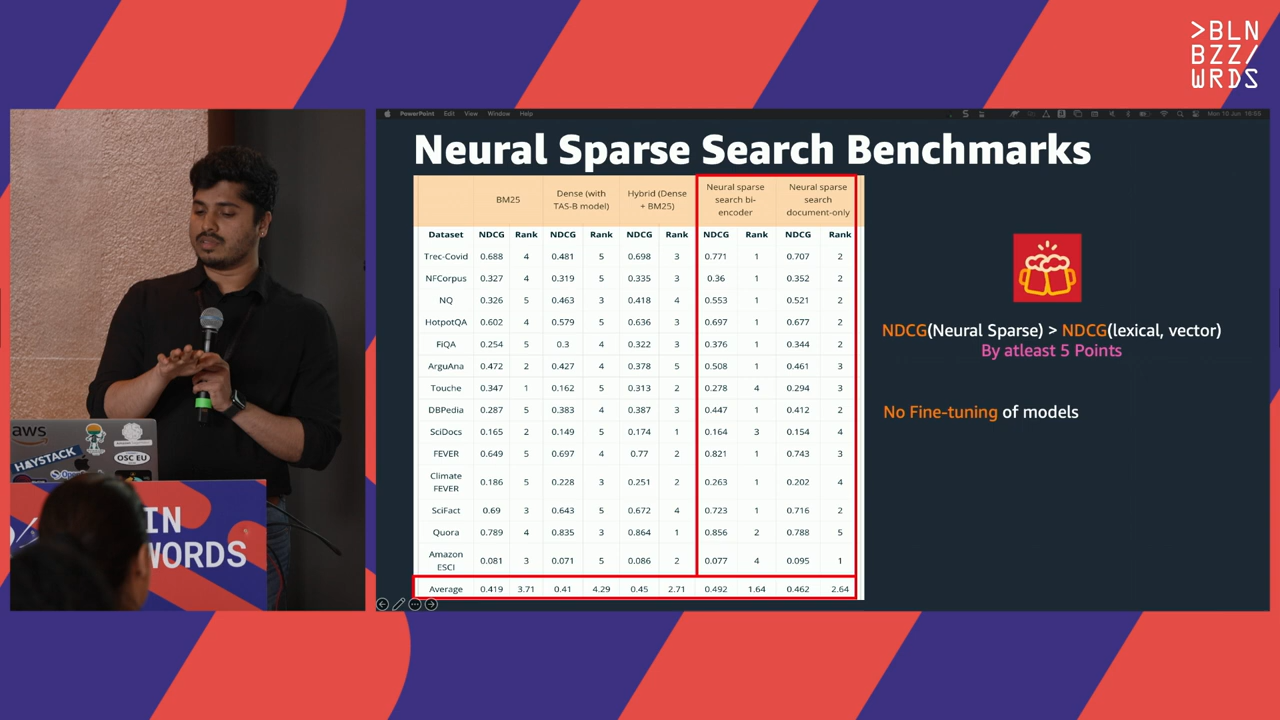 >BLN
BZZ/
WRDS
PowerPoint Edit View Window Help
Mon 10 Jun 16:55
Neural Sparse Search Benchmarks
BM25
Dense (with
TAS-B model)
Hybrid (Dense
+ BM25)
Neural sparse
search bi-
encoder
Neural sparse
search
document-only
Dataset NDCG Rank NDCG Rank NDCG Rank NDCG Rank NDCG Rank
Trec-Covid 0.688 4 0.481 5 0.698 3 0.771 1 0.707 2
NFCorpus 0.327 4 0.319 5 0.335 3 0.36 1 0.352 2
NQ 0.326 5 0.463 3 0.418 4 0.553 1 0.521 2
HotpotQA 0.602 4 0.579 5 0.636 3 0.697 1 0.677 2
FiQA 0.254 5 0.3 4 0.322 3 0.376 1 0.344 2
ArguAna 0.472 2 0.427 4 0.378 5 0.508 1 0.461 3
Touche 0.347 1 0.162 5 0.313 2 0.278 4 0.294 3
DBPedia 0.287 5 0.383 4 0.387 3 0.447 1 0.412 2
SciDocs 0.165 2 0.149 5 0.174 1 0.164 3 0.154 4
FEVER 0.649 5 0.697 4 0.77 2 0.821 1 0.743 3
Climate
FEVER 0.186 5 0.228 3 0.251 2 0.263 1 0.202 4
SciFact 0.69 3 0.643 5 0.672 4 0.723 1 0.716 2
Quora 0.789 4 0.835 3 0.864 1 0.856 2 0.788 5
Amazon
ESCI 0.081 3 0.071 5 0.086 2 0.077 4 0.095 1
Average 0.419 3.71 0.41 4.29 0.45 2.71 0.492 1.64 0.462 2.64
NDCG(Neural Sparse) > NDCG(lexical, vector)
By atleast 5 Points
No Fine-tuning of models
aws
HAYSTACK
OSC EU
IN
WORDS